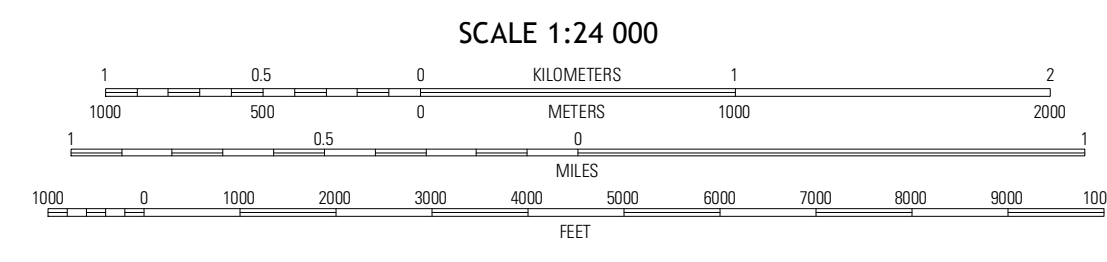 SCALE 1:24 000
1 0.5 0 KILOMETERS 1 2
1000 500 0 METERS 1000 2000
1 0.5 0 1
MILES
1000 0 1000 2000 3000 4000 5000 6000 7000 8000 9000 100
FEET